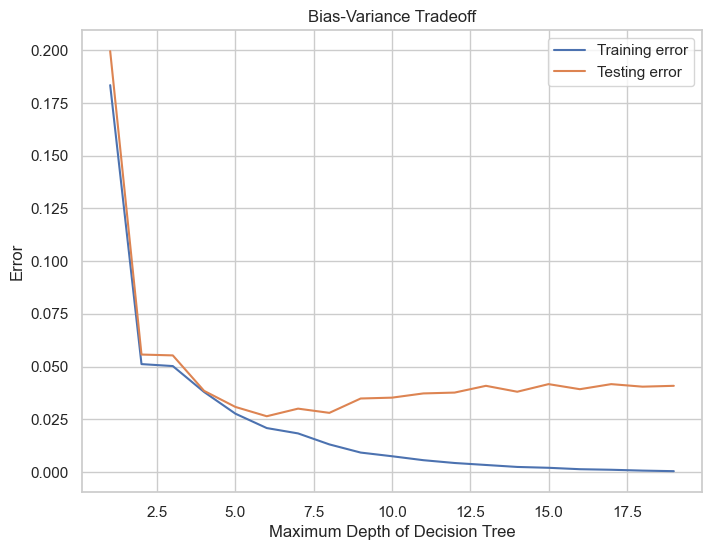 Bias-Variance Tradeoff
Training error
Testing error
0.200
0.175
0.150
0.125
0.100
0.075
0.050
0.025
0.000
Error
2.5 5.0 7.5 10.0 12.5 15.0 17.5
Maximum Depth of Decision Tree